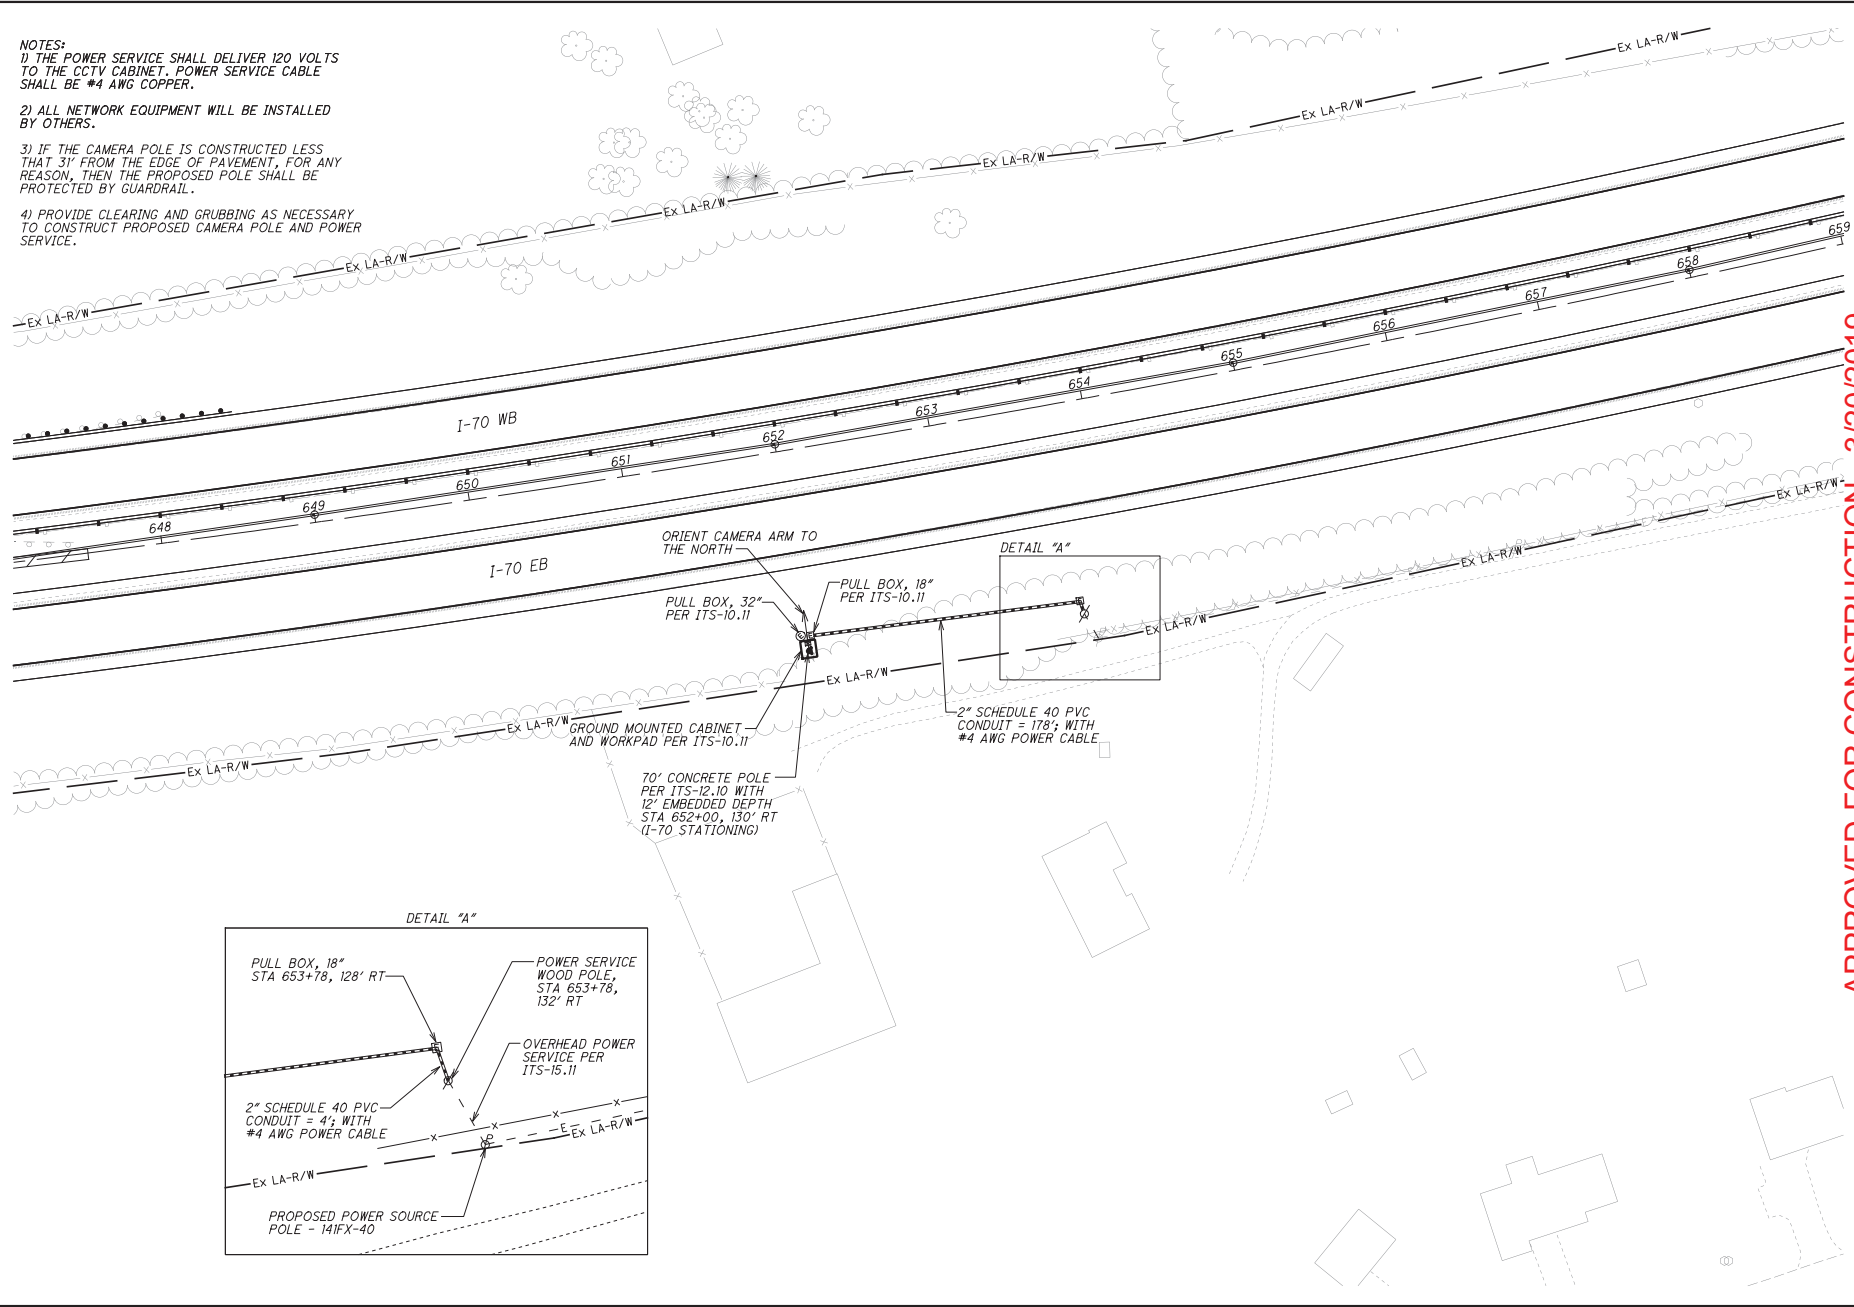 NOTES:
1) THE POWER SERVICE SHALL DELIVER 120 VOLTS
TO THE CCTV CABINET. POWER SERVICE CABLE
SHALL BE #4 AWG COPPER.
2) ALL NETWORK EQUIPMENT WILL BE INSTALLED
BY OTHERS.
3) IF THE CAMERA POLE IS CONSTRUCTED LESS
THAT 31' FROM THE EDGE OF PAVEMENT, FOR ANY
REASON, THEN THE PROPOSED POLE SHALL BE
PROTECTED BY GUARDRAIL.
4) PROVIDE CLEARING AND GRUBBING AS NECESSARY
TO CONSTRUCT PROPOSED CAMERA POLE AND POWER
SERVICE.
Ex LA-R/W
Ex LA-R/W
Ex LA-R/W
Ex LA-R/W
Ex LA-R/W
Ex LA-R/W
I-70 WB
648
649
650
651
652
653
654
655
656
657
658
659
I-70 EB
ORIENT CAMERA ARM TO
THE NORTH
PULL BOX, 32"
PER ITS-10.11
PULL BOX, 18"
PER ITS-10.11
DETAIL "A"
Ex LA-R/W
Ex LA-R/W
Ex LA-R/W
Ex LA-R/W
Ex LA-R/W
Ex LA-R/W
GROUND MOUNTED CABINET
AND WORKPAD PER ITS-10.11
2" SCHEDULE 40 PVC
CONDUIT = 178'; WITH
#4 AWG POWER CABLE
70' CONCRETE POLE
PER ITS-12.10 WITH
12' EMBEDDED DEPTH
STA 652+00, 130' RT
(I-70 STATIONING)
DETAIL "A"
PULL BOX, 18"
STA 653+78, 128' RT
POWER SERVICE
WOOD POLE,
STA 653+78,
132' RT
OVERHEAD POWER
SERVICE PER
ITS-15.11
2" SCHEDULE 40 PVC
CONDUIT = 4'; WITH
#4 AWG POWER CABLE
P
E
Ex LA-R/W
Ex LA-R/W
PROPOSED POWER SOURCE
POLE - 141FX-40
APPROVED FOR CONSTRUCTION